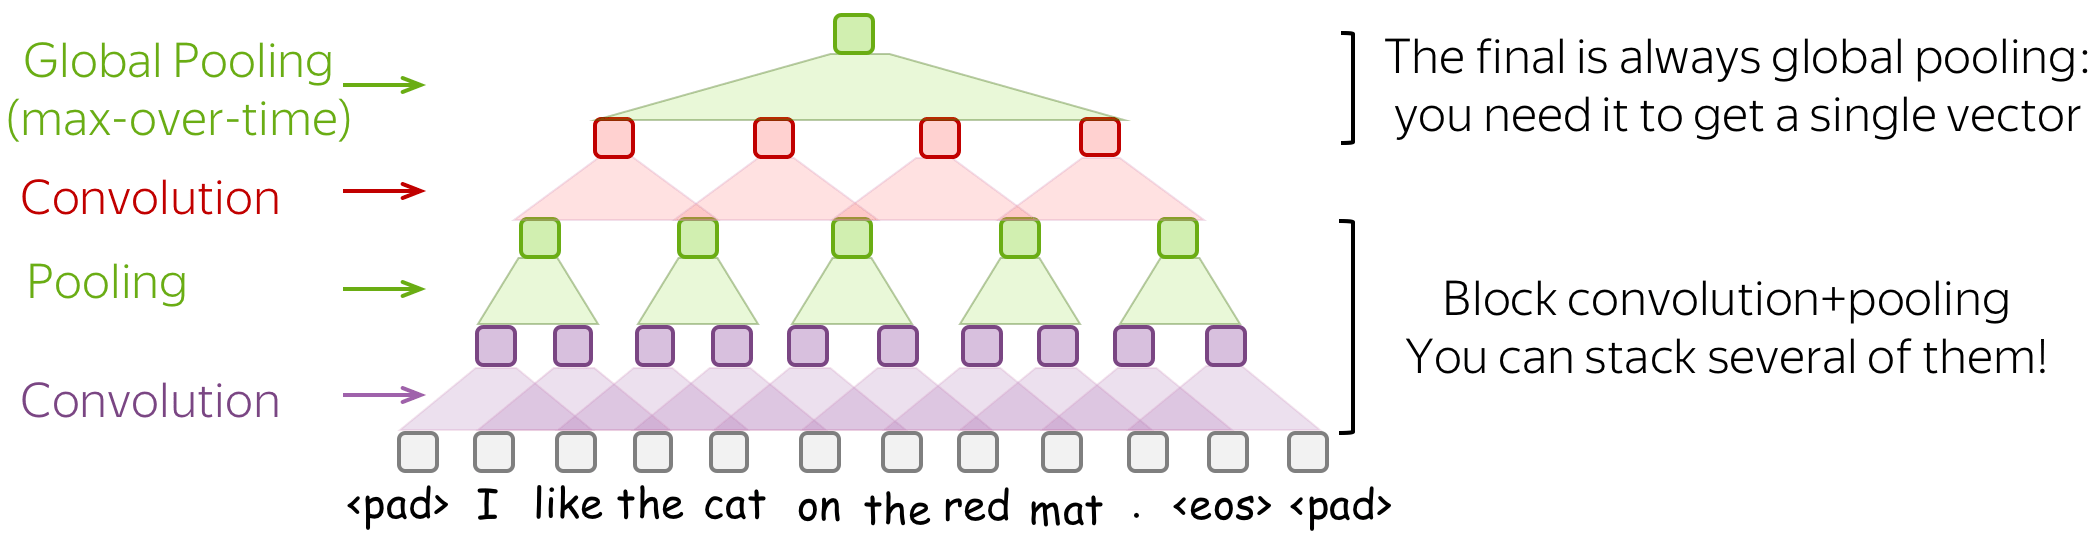 Global Pooling
(max-over-time)
The final is always global pooling:
you need it to get a single vector
Convolution
Pooling
Block convolution+pooling
You can stack several of them!
Convolution
<pad> I like the cat on the red mat . <eos> <pad>